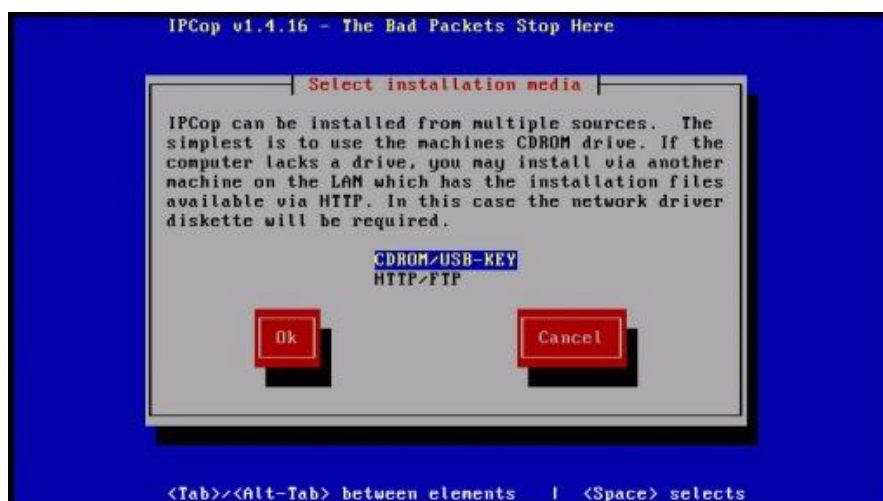 IPCop v1.4.16 - The Bad Packets Stop Here
Select installation media
IPCop can be installed from multiple sources. The
simplest is to use the machines CDROM drive. If the
computer lacks a drive, you may install via another
machine on the LAN which has the installation files
available via HTTP. In this case the network driver
diskette will be required.
CDROM/USB-KEY
HTTP/FTP
Ok Cancel
<Tab>/<Alt-Tab> between elements | <Space> selects